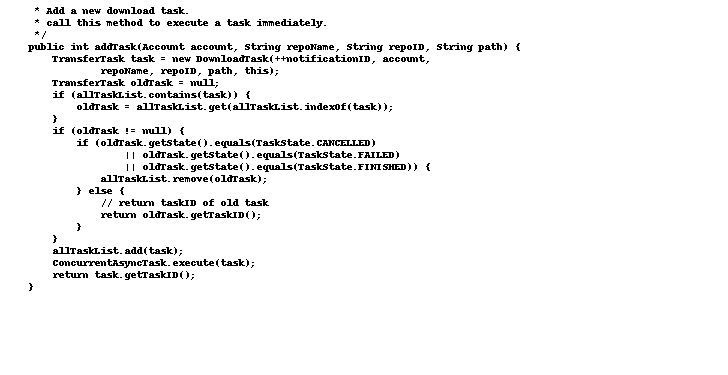 * Add a new download task.
* call this method to execute a task immediately.
*/
public int addTask(Account account, String repoName, String repoID, String path) {
TransferTask task = new DownloadTask(++notificationID, account,
repoName, repoID, path, this);
TransferTask oldTask = null;
if (allTaskList.contains(task)) {
oldTask = allTaskList.get(allTaskList.indexOf(task));
}
if (oldTask != null) {
if (oldTask.getState().equals(TaskState.CANCELLED)
|| oldTask.getState().equals(TaskState.FAILED)
|| oldTask.getState().equals(TaskState.FINISHED)) {
allTaskList.remove(oldTask);
} else {
// return taskID of old task
return oldTask.getTaskID();
}
}
allTaskList.add(task);
ConcurrentAsyncTask.execute(task);
return task.getTaskID();
}